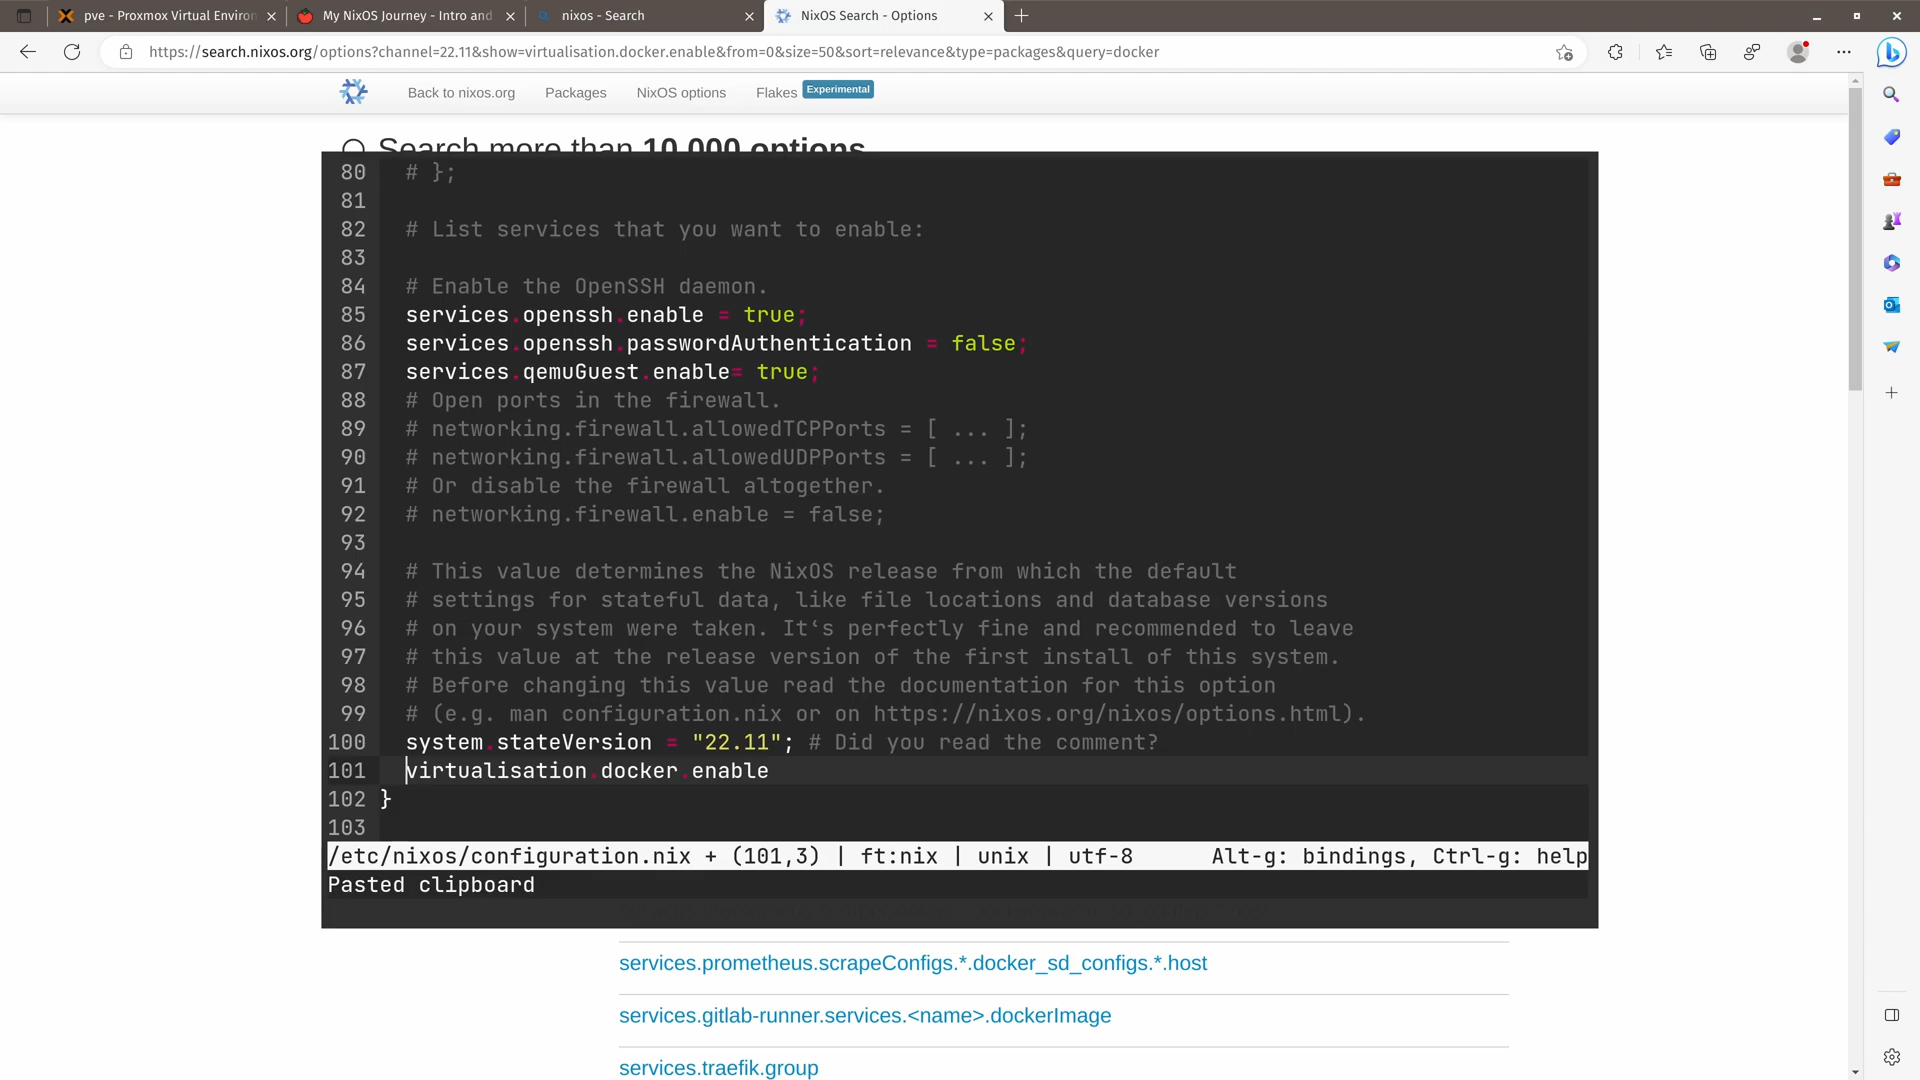 pve - Proxmox Virtual Environ
My NixOS Journey - Intro and
nixos - Search
NixOS Search - Options
https://search.nixos.org/options?channel=22.11&show=virtualisation.docker.enable&from=0&size=50&sort=relevance&type=packages&query=docker
Back to nixos.org
Packages
NixOS options
Flakes
Experimental
Search more than 10 000 options
80 # };
81
82 # List services that you want to enable:
83
84 # Enable the OpenSSH daemon.
85 services.openssh.enable = true;
86 services.openssh.passwordAuthentication = false;
87 services.qemuGuest.enable= true;
88 # Open ports in the firewall.
89 # networking.firewall.allowedTCPPorts = [ ... ];
90 # networking.firewall.allowedUDPPorts = [ ... ];
91 # Or disable the firewall altogether.
92 # networking.firewall.enable = false;
93
94 # This value determines the NixOS release from which the default
95 # settings for stateful data, like file locations and database versions
96 # on your system were taken. It‘s perfectly fine and recommended to leave
97 # this value at the release version of the first install of this system.
98 # Before changing this value read the documentation for this option
99 # (e.g. man configuration.nix or on https://nixos.org/nixos/options.html).
100 system.stateVersion = "22.11"; # Did you read the comment?
101 virtualisation.docker.enable
102 }
103
/etc/nixos/configuration.nix + (101,3) | ft:nix | unix | utf-8 Alt-g: bindings, Ctrl-g: help
Pasted clipboard
services.prometheus.scrapeConfigs.*.docker_sd_configs.*.host
services.gitlab-runner.services.<name>.dockerImage
services.traefik.group